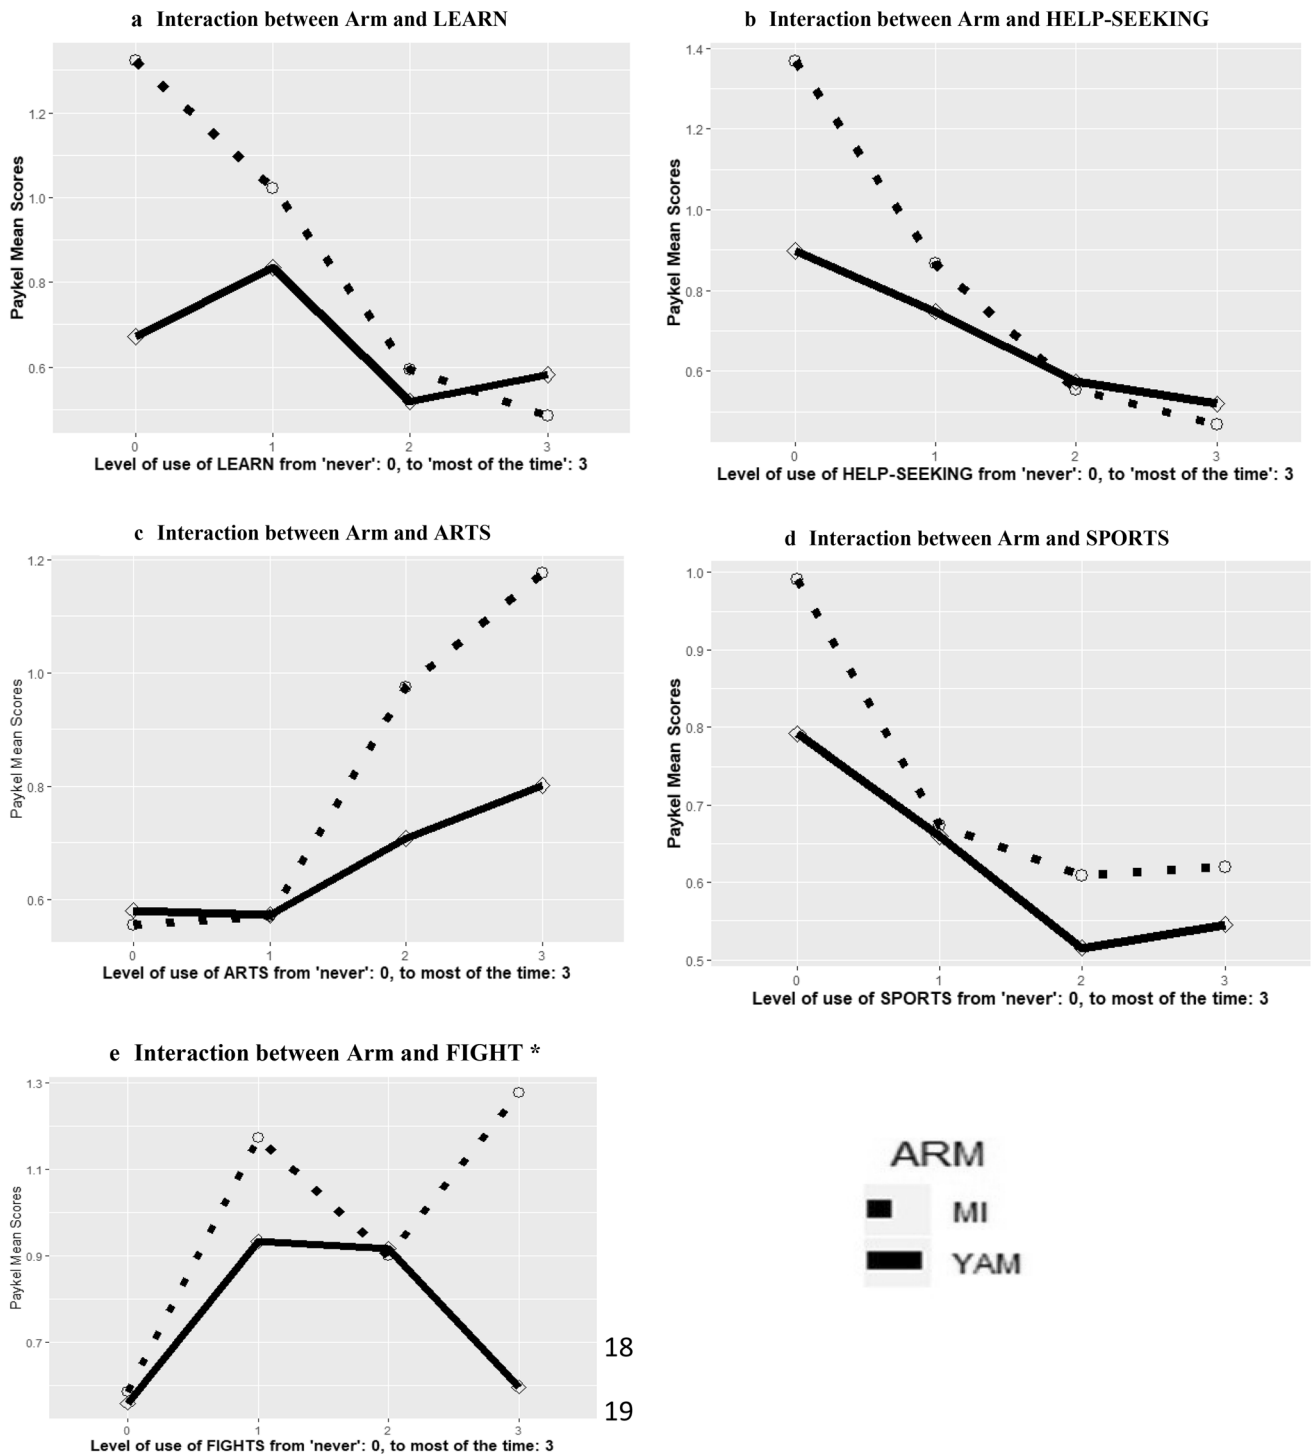 a Interaction between Arm and LEARN
Paykel Mean Scores
1.2
1.0
0.8
0.6
0 1 2 3
Level of use of LEARN from 'never': 0, to 'most of the time': 3
b Interaction between Arm and HELP-SEEKING
Paykel Mean Scores
1.4
1.2
1.0
0.8
0.6
0 1 2 3
Level of use of HELP-SEEKING from 'never': 0, to 'most of the time': 3
c Interaction between Arm and ARTS
Paykel Mean Scores
1.2
1.0
0.8
0.6
0 1 2 3
Level of use of ARTS from 'never': 0, to most of the time: 3
d Interaction between Arm and SPORTS
Paykel Mean Scores
1.0
0.9
0.8
0.7
0.6
0.5
0 1 2 3
Level of use of SPORTS from 'never': 0, to most of the time: 3
e Interaction between Arm and FIGHT *
Paykel Mean Scores
1.3
1.1
0.9
0.7
0 1 2 3
Level of use of FIGHTS from 'never': 0, to most of the time: 3
18
19
ARM
MI
YAM